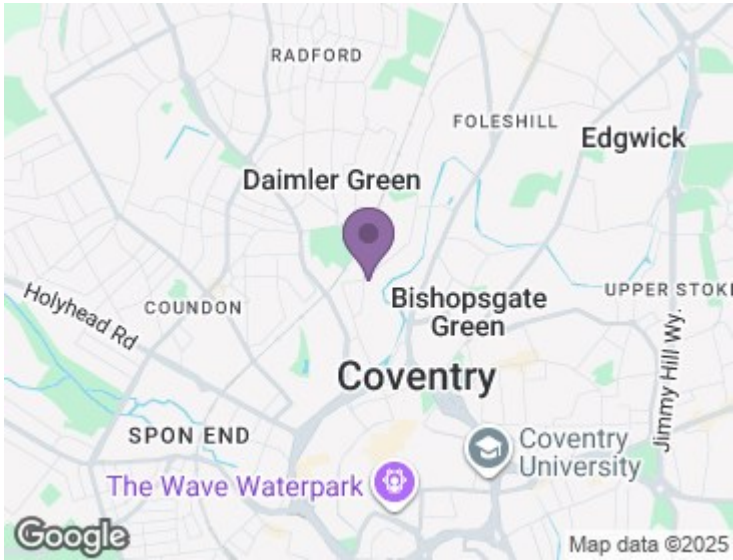 RADFORD
FOLESHILL
Edgwick
Daimler Green
Holyhead Rd
COUNDON
Bishopsgate
Green
UPPER STOKE
Jimmy Hill Wy.
Coventry
SPON END
Coventry
University
The Wave Waterpark
Google
Map data ©2025